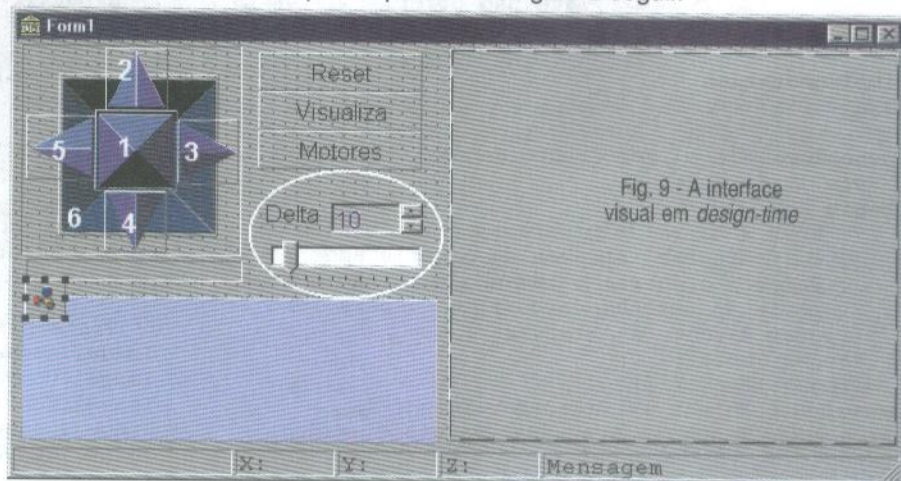 Form1
2
5
1
3
6
4
Reset
Visualiza
Motores
Delta 10
Fig. 9 - A interface
visual em design-time
X: Y: Z: Mensagem